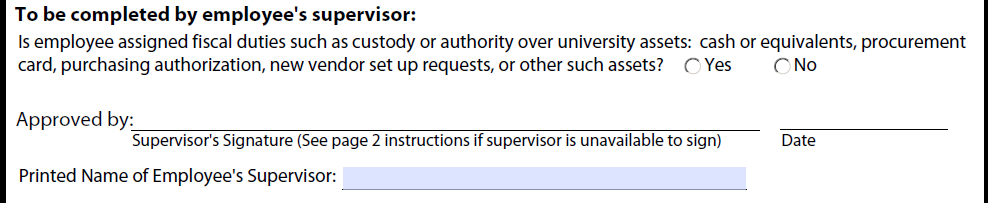 To be completed by employee's supervisor:
Is employee assigned fiscal duties such as custody or authority over university assets: cash or equivalents, procurement
card, purchasing authorization, new vendor set up requests, or other such assets? Yes No
Approved by:
Supervisor's Signature (See page 2 instructions if supervisor is unavailable to sign) Date
Printed Name of Employee's Supervisor: